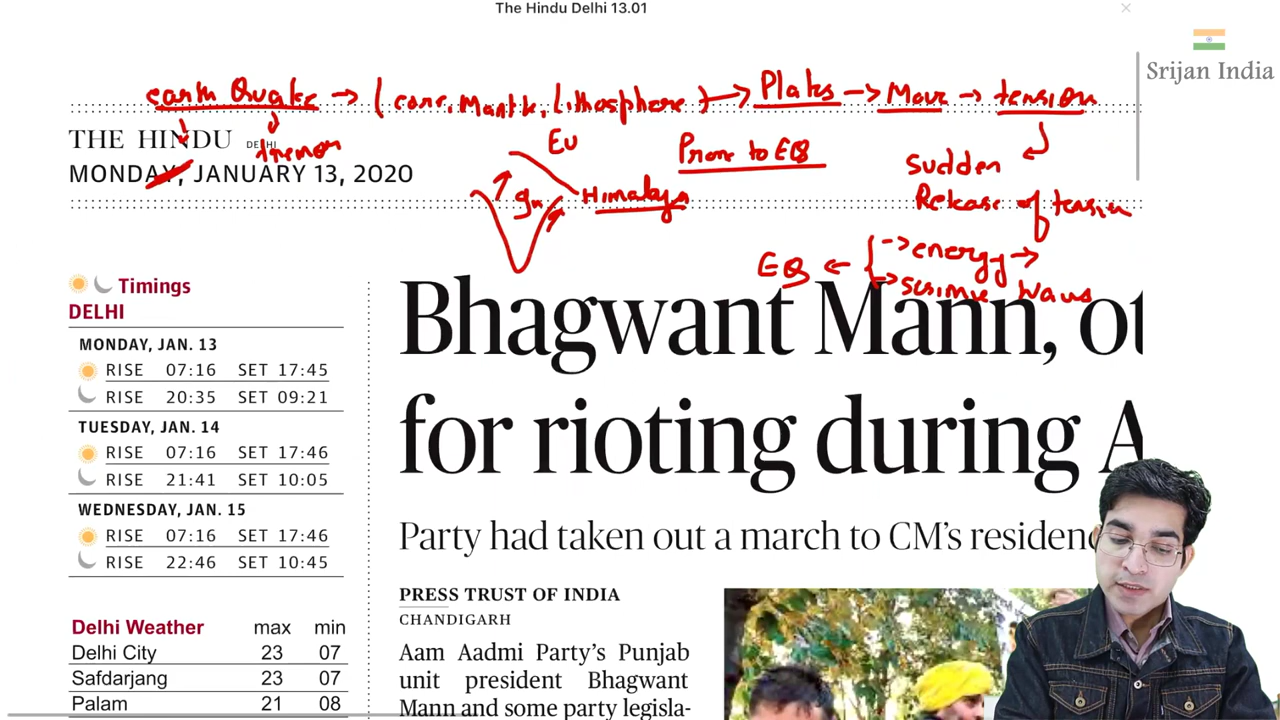 The Hindu Delhi 13.01
Srijan India
earth Quake → (core, Mantle, Lithosphere) → Plates → Move → tension
THE HINDU DELHI
tremor
Eu
Prone to EQ
Sudden
MONDAY, JANUARY 13, 2020
Himalaya
Release of tension
energy →
EQ ←
Timings
DELHI
Bhagwant Mann, ot
for rioting during A
MONDAY, JAN. 13
RISE 07:16 SET 17:45
RISE 20:35 SET 09:21
TUESDAY, JAN. 14
RISE 07:16 SET 17:46
RISE 21:41 SET 10:05
WEDNESDAY, JAN. 15
RISE 07:16 SET 17:46
RISE 22:46 SET 10:45
Party had taken out a march to CM’s residenc
PRESS TRUST OF INDIA
CHANDIGARH
Aam Aadmi Party’s Punjab
unit president Bhagwant
Mann and some party legisla-
Delhi Weather max min
Delhi City 23 07
Safdarjang 23 07
Palam 21 08